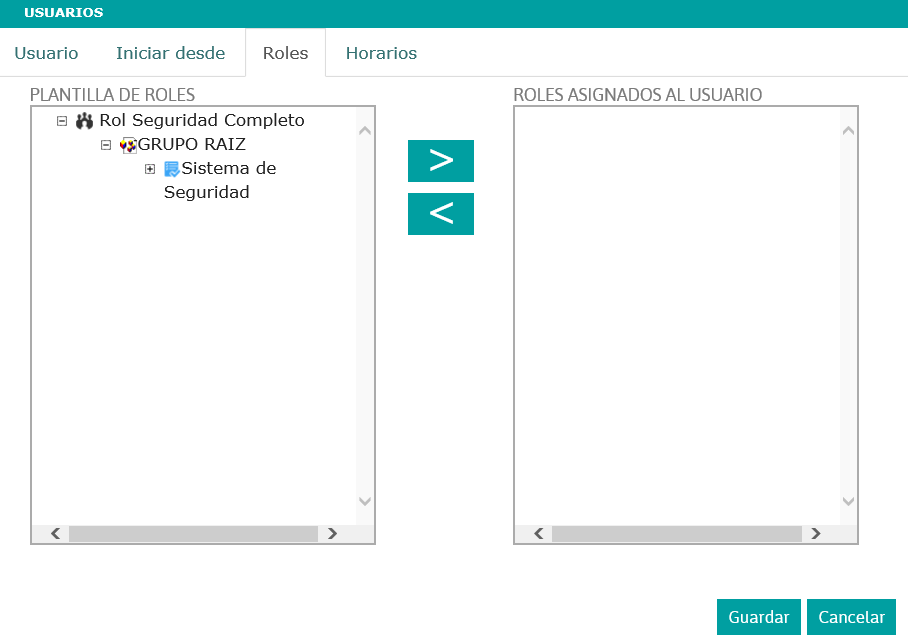 USUARIOS
Usuario Iniciar desde Roles Horarios
PLANTILLA DE ROLES
Rol Seguridad Completo
GRUPO RAIZ
Sistema de
Seguridad
>
<
ROLES ASIGNADOS AL USUARIO
Guardar Cancelar